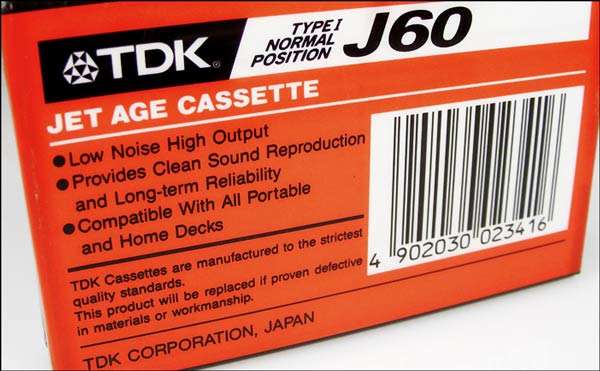 TDK®
TYPE I
NORMAL
POSITION
J60
JET AGE CASSETTE
●Low Noise High Output
●Provides Clean Sound Reproduction
and Long-term Reliability
●Compatible With All Portable
and Home Decks
TDK Cassettes are manufactured to the strictest
quality standards.
This product will be replaced if proven defective
in materials or workmanship.
TDK CORPORATION, JAPAN
4 902030 023416